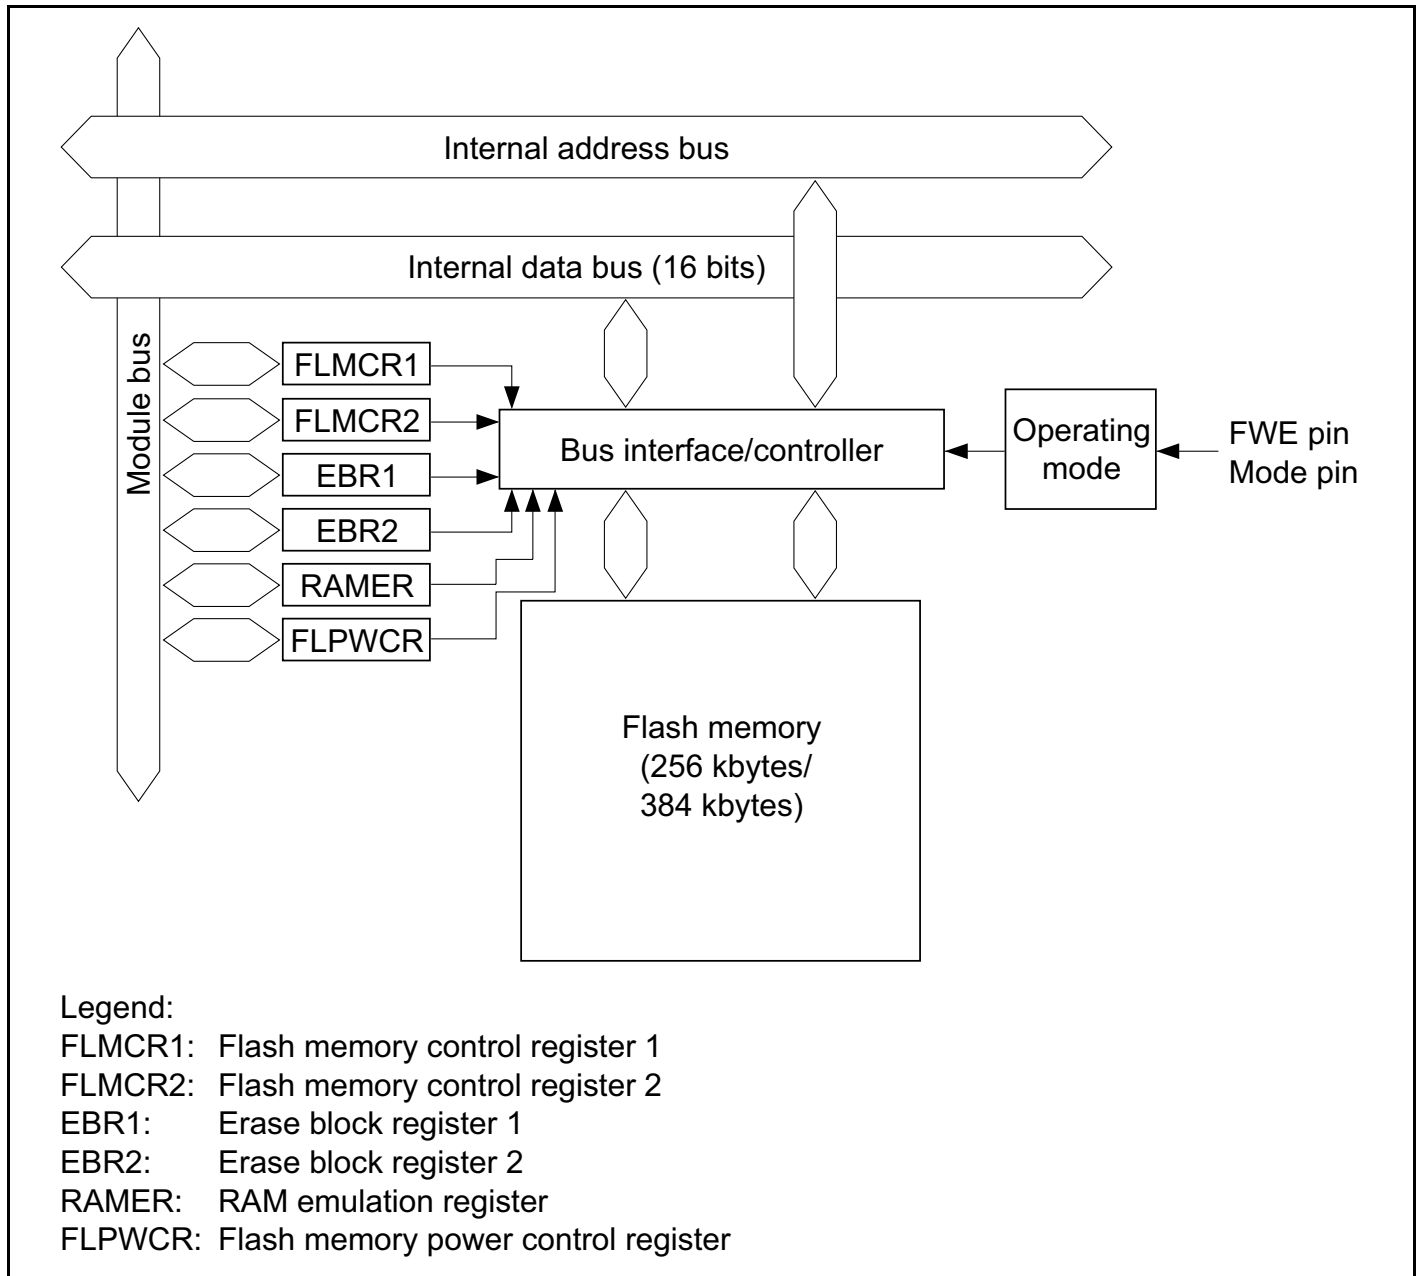 Internal address bus
Internal data bus (16 bits)
Module bus
FLMCR1
FLMCR2
EBR1
EBR2
RAMER
FLPWCR
Bus interface/controller
Operating
mode
FWE pin
Mode pin
Flash memory
(256 kbytes/
384 kbytes)
Legend:
FLMCR1: Flash memory control register 1
FLMCR2: Flash memory control register 2
EBR1: Erase block register 1
EBR2: Erase block register 2
RAMER: RAM emulation register
FLPWCR: Flash memory power control register